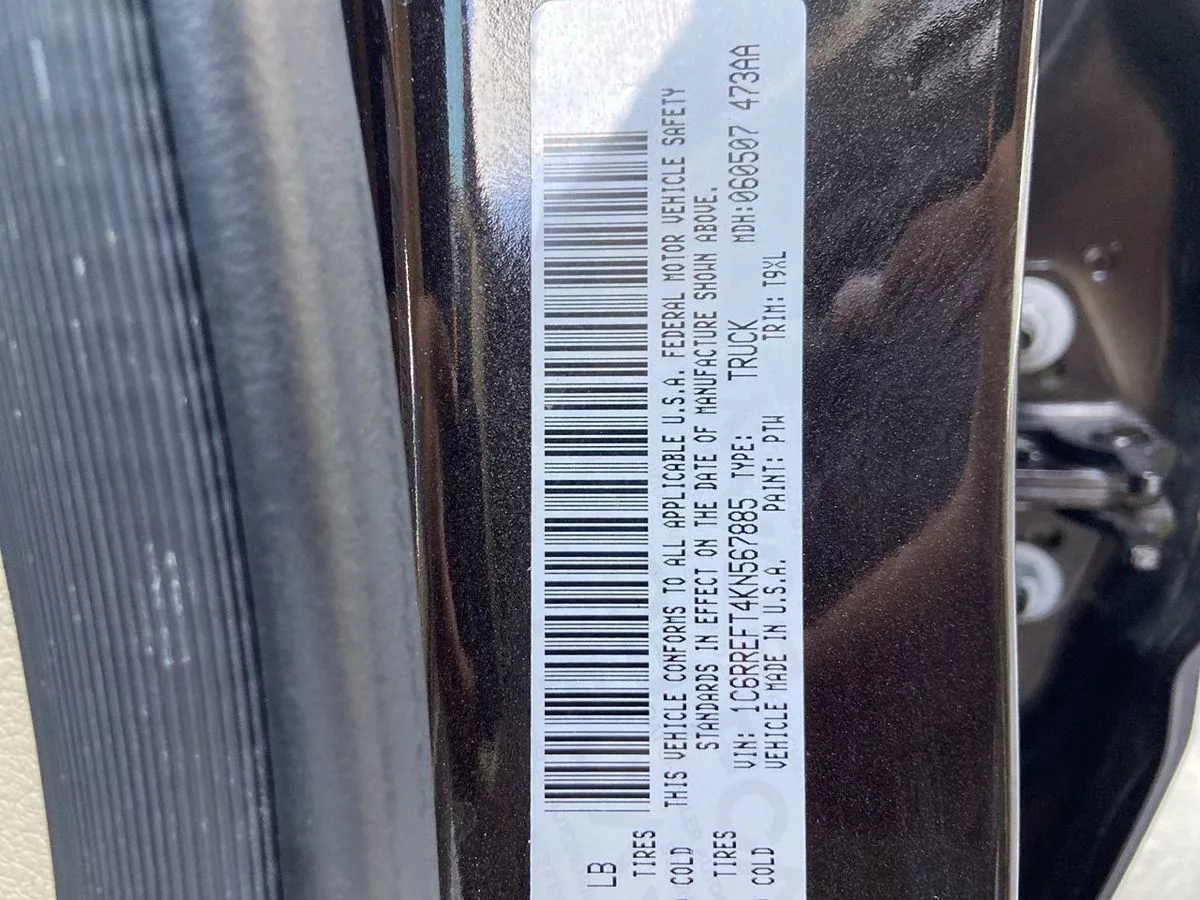 THIS VEHICLE CONFORMS TO ALL APPLICABLE U.S.A. FEDERAL MOTOR VEHICLE SAFETY
STANDARDS IN EFFECT ON THE DATE OF MANUFACTURE SHOWN ABOVE.
VIN: 1C6RREFT4KN567885 TYPE: TRUCK MDH:060507 473AA
VEHICLE MADE IN U.S.A. PAINT: PTW TRIM: T9XL
LB
TIRES
COLD
TIRES
COLD